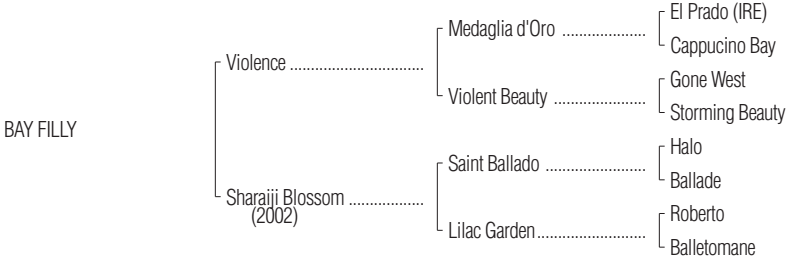 El Prado (IRE)
Medaglia d'Oro ....................
Cappucino Bay
Violence ................................
Gone West
Violent Beauty ......................
Storming Beauty
BAY FILLY
Halo
Saint Ballado ........................
Ballade
Sharaiji Blossom ..................
(2002)
Roberto
Lilac Garden..........................
Balletomane